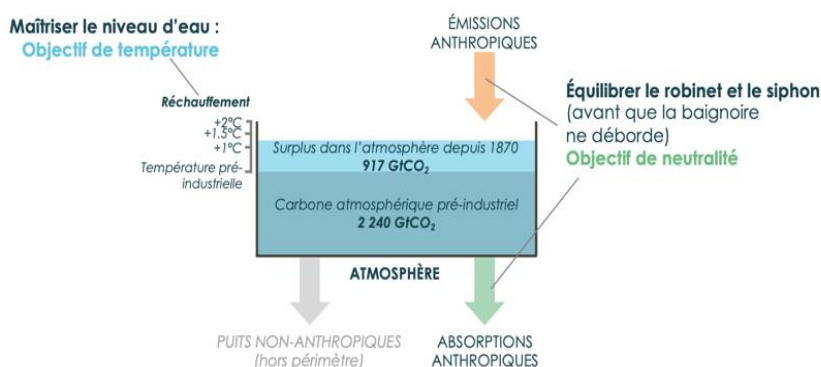 Maîtriser le niveau d'eau :
Objectif de température
Réchauffement
+2°C
+1.5°C
+1°C
Température pré-
industrielle
ÉMISSIONS
ANTHROPIQUES
Équilibrer le robinet et le siphon
(avant que la baignoire
ne déborde)
Objectif de neutralité
Surplus dans l'atmosphère depuis 1870
917 GtCO₂
Carbone atmosphérique pré-industriel
2 240 GtCO₂
ATMOSPHÈRE
PUITS NON-ANTHROPIQUES
(hors périmètre)
ABSORPTIONS
ANTHROPIQUES